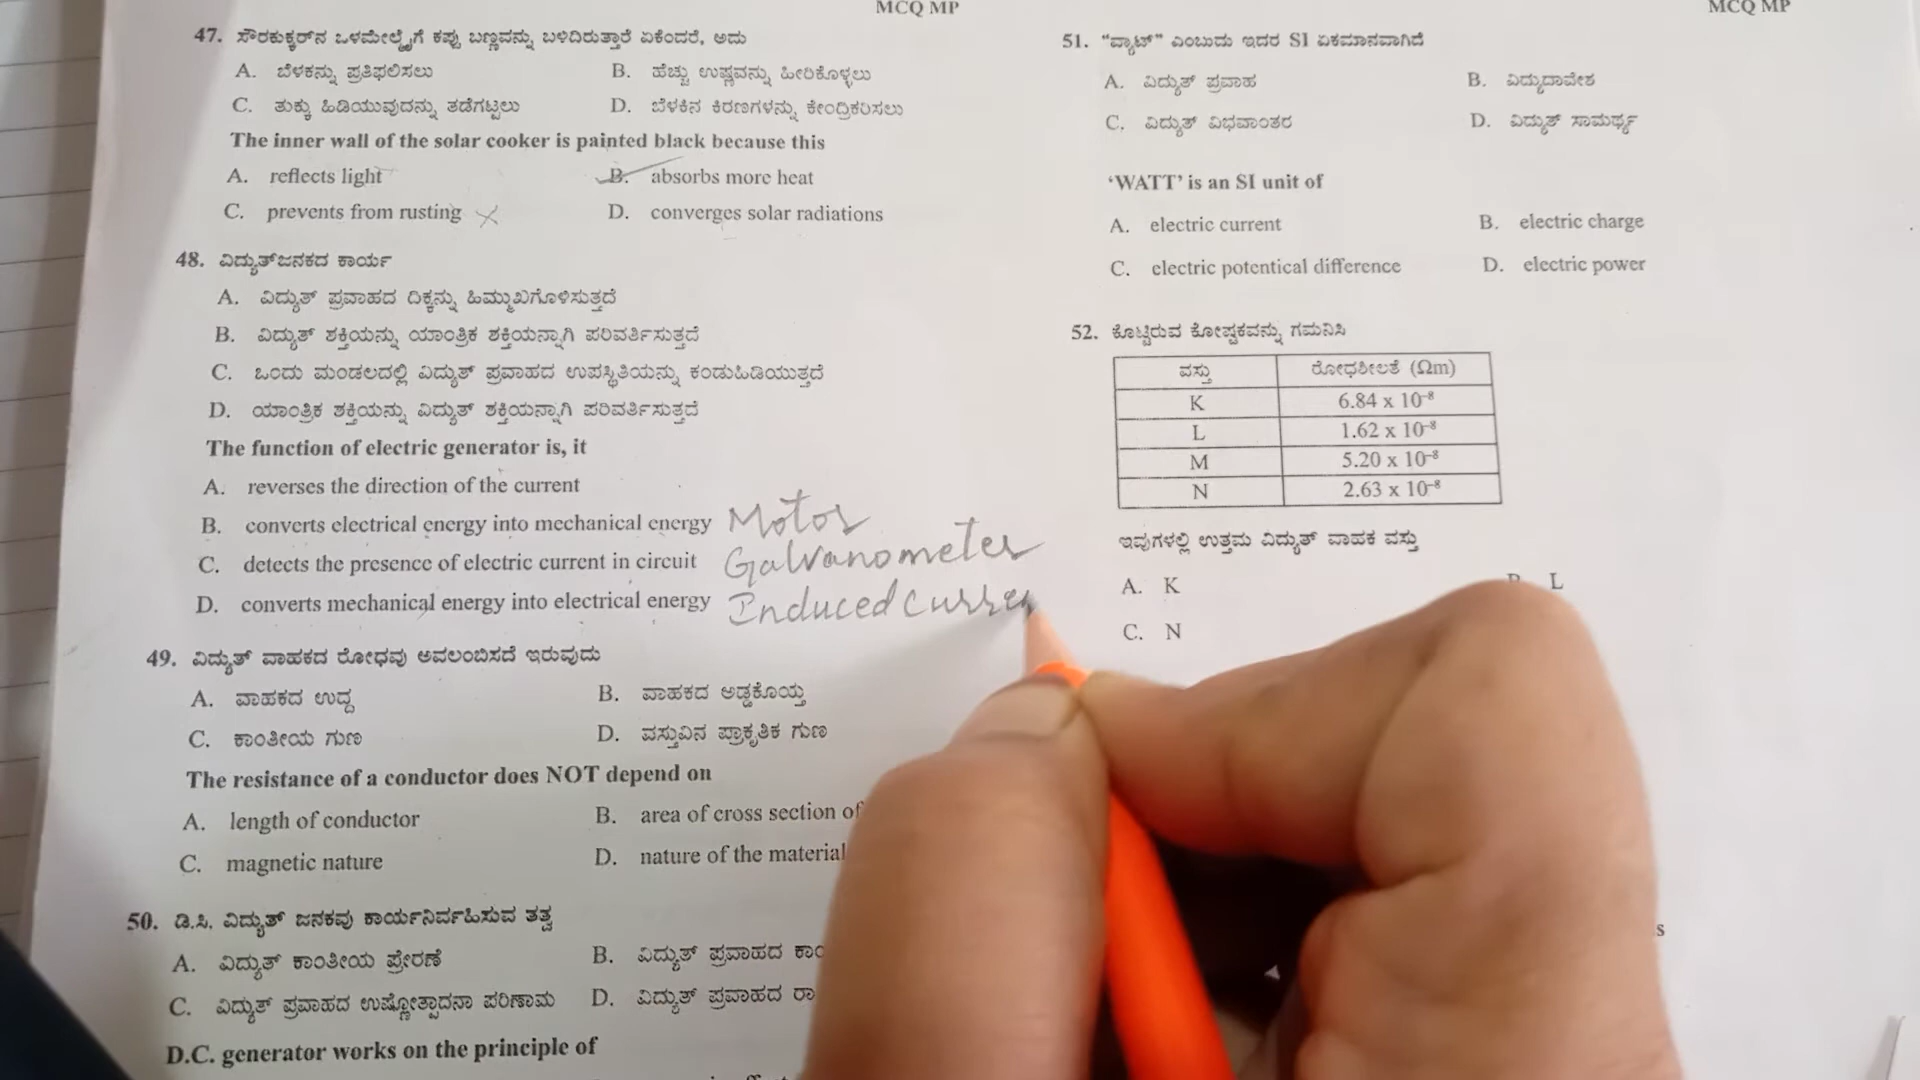 MCQ MP
47. ಸೌರಕುಕ್ಕರ್‌ನ ಒಳಮೇಲ್ಮೈಗೆ ಕಪ್ಪು ಬಣ್ಣವನ್ನು ಬಳಿದಿರುತ್ತಾರೆ ಏಕೆಂದರೆ, ಅದು
A. ಬೆಳಕನ್ನು ಪ್ರತಿಫಲಿಸಲು
B. ಹೆಚ್ಚು ಉಷ್ಣವನ್ನು ಹೀರಿಕೊಳ್ಳಲು
C. ತುಕ್ಕು ಹಿಡಿಯುವುದನ್ನು ತಡೆಗಟ್ಟಲು
D. ಬೆಳಕಿನ ಕಿರಣಗಳನ್ನು ಕೇಂದ್ರಿಕರಿಸಲು
The inner wall of the solar cooker is painted black because this
A. reflects light
B. absorbs more heat
C. prevents from rusting
D. converges solar radiations
48. ವಿದ್ಯುತ್‌ಜನಕದ ಕಾರ್ಯ
A. ವಿದ್ಯುತ್ ಪ್ರವಾಹದ ದಿಕ್ಕನ್ನು ಹಿಮ್ಮುಖಗೊಳಿಸುತ್ತದೆ
B. ವಿದ್ಯುತ್ ಶಕ್ತಿಯನ್ನು ಯಾಂತ್ರಿಕ ಶಕ್ತಿಯನ್ನಾಗಿ ಪರಿವರ್ತಿಸುತ್ತದೆ
C. ಒಂದು ಮಂಡಲದಲ್ಲಿ ವಿದ್ಯುತ್ ಪ್ರವಾಹದ ಉಪಸ್ಥಿತಿಯನ್ನು ಕಂಡುಹಿಡಿಯುತ್ತದೆ
D. ಯಾಂತ್ರಿಕ ಶಕ್ತಿಯನ್ನು ವಿದ್ಯುತ್ ಶಕ್ತಿಯನ್ನಾಗಿ ಪರಿವರ್ತಿಸುತ್ತದೆ
The function of electric generator is, it
A. reverses the direction of the current
B. converts electrical energy into mechanical energy Motor
C. detects the presence of electric current in circuit Galvanometer
D. converts mechanical energy into electrical energy Induced curre
49. ವಿದ್ಯುತ್ ವಾಹಕದ ರೋಧವು ಅವಲಂಬಿಸದೆ ಇರುವುದು
A. ವಾಹಕದ ಉದ್ದ
B. ವಾಹಕದ ಅಡ್ಡಕೊಯ್ತ
C. ಕಾಂತೀಯ ಗುಣ
D. ವಸ್ತುವಿನ ಪ್ರಾಕೃತಿಕ ಗುಣ
The resistance of a conductor does NOT depend on
A. length of conductor
B. area of cross section of
C. magnetic nature
D. nature of the material
50. ಡಿ.ಸಿ. ವಿದ್ಯುತ್ ಜನಕವು ಕಾರ್ಯನಿರ್ವಹಿಸುವ ತತ್ವ
A. ವಿದ್ಯುತ್ ಕಾಂತೀಯ ಪ್ರೇರಣೆ
B. ವಿದ್ಯುತ್ ಪ್ರವಾಹದ ಕಾಂ
C. ವಿದ್ಯುತ್ ಪ್ರವಾಹದ ಉಷ್ಣೋತ್ಪಾದನಾ ಪರಿಣಾಮ
D. ವಿದ್ಯುತ್ ಪ್ರವಾಹದ ರಾ
D.C. generator works on the principle of
MCQ MP
51. “ವ್ಯಾಟ್” ಎಂಬುದು ಇದರ SI ಏಕಮಾನವಾಗಿದೆ
A. ವಿದ್ಯುತ್ ಪ್ರವಾಹ
B. ವಿದ್ಯುದಾವೇಶ
C. ವಿದ್ಯುತ್ ವಿಭವಾಂತರ
D. ವಿದ್ಯುತ್ ಸಾಮರ್ಥ್ಯ
‘WATT’ is an SI unit of
A. electric current
B. electric charge
C. electric potentical difference
D. electric power
52. ಕೊಟ್ಟಿರುವ ಕೋಷ್ಟಕವನ್ನು ಗಮನಿಸಿ
ವಸ್ತು ರೋಧಶೀಲತೆ (Ωm)
K 6.84 x 10⁻⁸
L 1.62 x 10⁻⁸
M 5.20 x 10⁻⁸
N 2.63 x 10⁻⁸
ಇವುಗಳಲ್ಲಿ ಉತ್ತಮ ವಿದ್ಯುತ್ ವಾಹಕ ವಸ್ತು
A. K
L
C. N
s